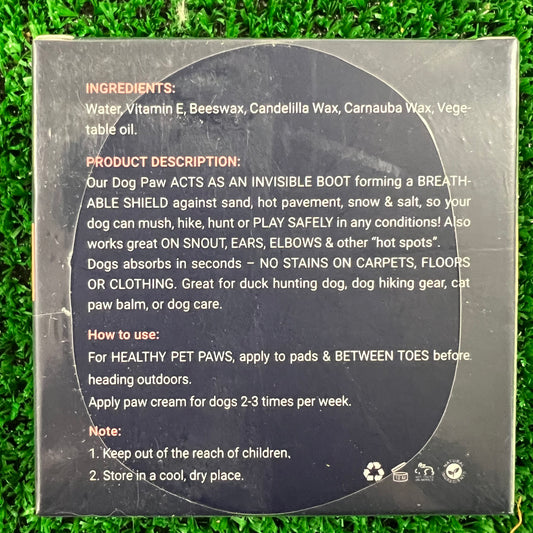 INGREDIENTS:
Water, Vitamin E, Beeswax, Candelilla Wax, Carnauba Wax, Vege-
table oil.
PRODUCT DESCRIPTION:
Our Dog Paw ACTS AS AN INVISIBLE BOOT forming a BREATH-
ABLE SHIELD against sand, hot pavement, snow & salt, so your
dog can mush, hike, hunt or PLAY SAFELY in any conditions! Also
works great ON SNOUT, EARS, ELBOWS & other “hot spots”.
Dogs absorbs in seconds – NO STAINS ON CARPETS, FLOORS
OR CLOTHING. Great for duck hunting dog, dog hiking gear, cat
paw balm, or dog care.
How to use:
For HEALTHY PET PAWS, apply to pads & BETWEEN TOES before
heading outdoors.
Apply paw cream for dogs 2-3 times per week.
Note:
1. Keep out of the reach of children.
2. Store in a cool, dry place.